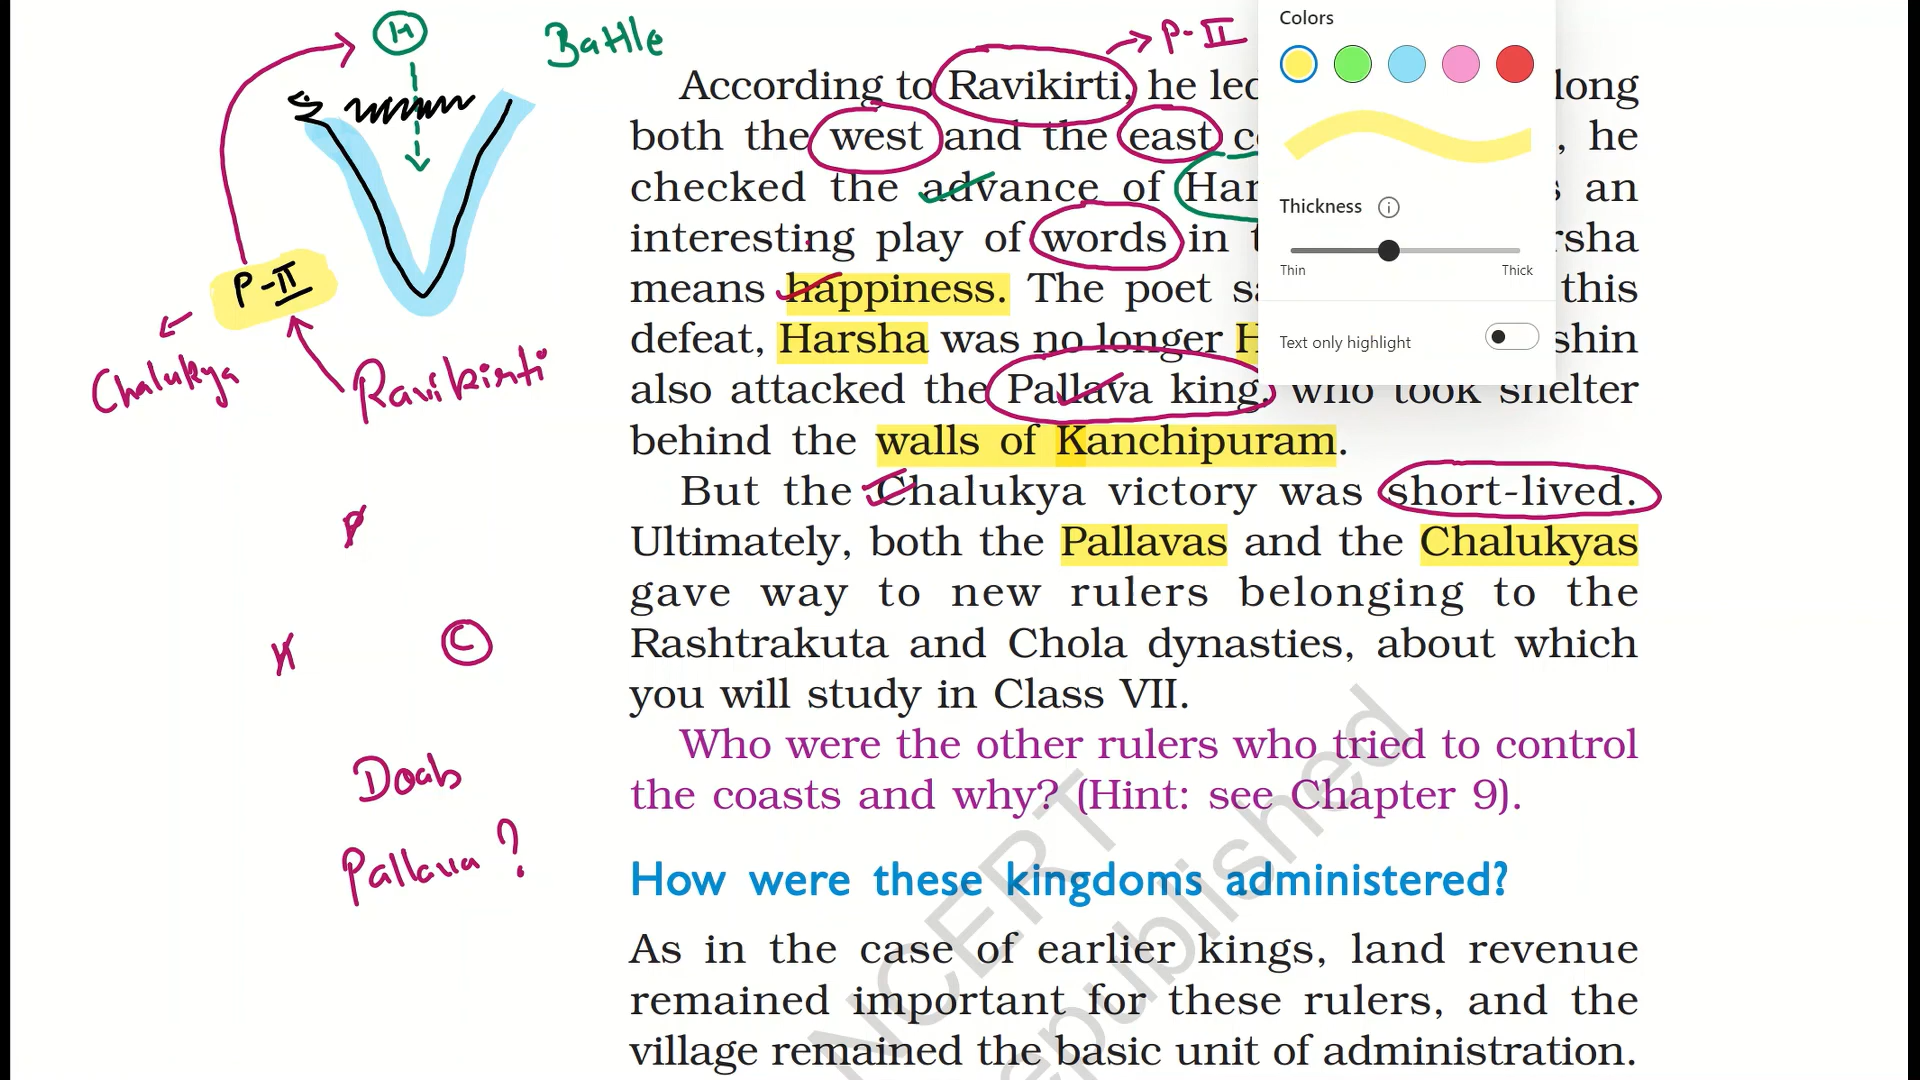 H
Battle
P-II
P-II
Chalukya
Ravikirti
C
Doab
Pallava ?
According to Ravikirti, he led long
both the west and the east , he
checked the advance of Har an
interesting play of words in rsha
means happiness. The poet this
defeat, Harsha was no longer shin
also attacked the Pallava king, who took shelter
behind the walls of Kanchipuram.
But the Chalukya victory was short-lived.
Ultimately, both the Pallavas and the Chalukyas
gave way to new rulers belonging to the
Rashtrakuta and Chola dynasties, about which
you will study in Class VII.
Who were the other rulers who tried to control
the coasts and why? (Hint: see Chapter 9).
How were these kingdoms administered?
As in the case of earlier kings, land revenue
remained important for these rulers, and the
village remained the basic unit of administration.
Colors
Thickness
Thin Thick
Text only highlight
NCERT
republished